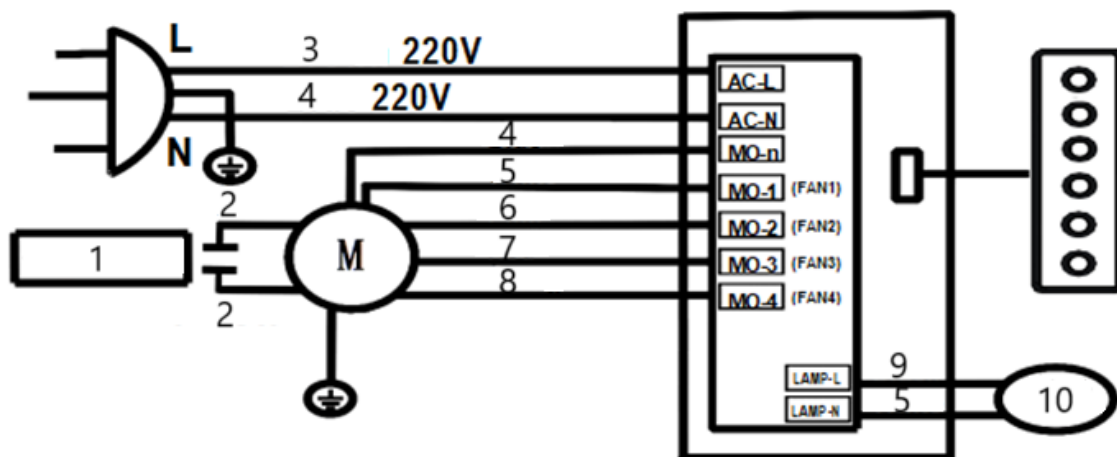 L
3 220V
4 220V
N
AC-L
AC-N
4 MO-n
5 MO-1 (FAN1)
2 6 MO-2 (FAN2)
1 M 7 MO-3 (FAN3)
8 MO-4 (FAN4)
2
LAMP-L 9
LAMP-N 5 10